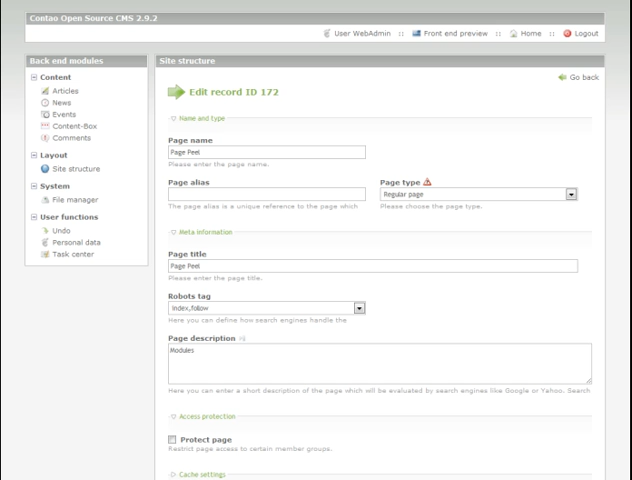 Contao Open Source CMS 2.9.2
User WebAdmin :: Front end preview :: Home :: Logout
Back end modules
Content
Articles
News
Events
Content-Box
Comments
Layout
Site structure
System
File manager
User functions
Undo
Personal data
Task center
Site structure
Go back
Edit record ID 172
Name and type
Page name
Page Peel
Please enter the page name.
Page alias
The page alias is a unique reference to the page which
Page type
Regular page
Please choose the page type.
Meta information
Page title
Page Peel
Please enter the page title.
Robots tag
index,follow
Here you can define how search engines handle the
Page description
Modules
Here you can enter a short description of the page which will be evaluated by search engines like Google or Yahoo. Search
Access protection
Protect page
Restrict page access to certain member groups.
Cache settings